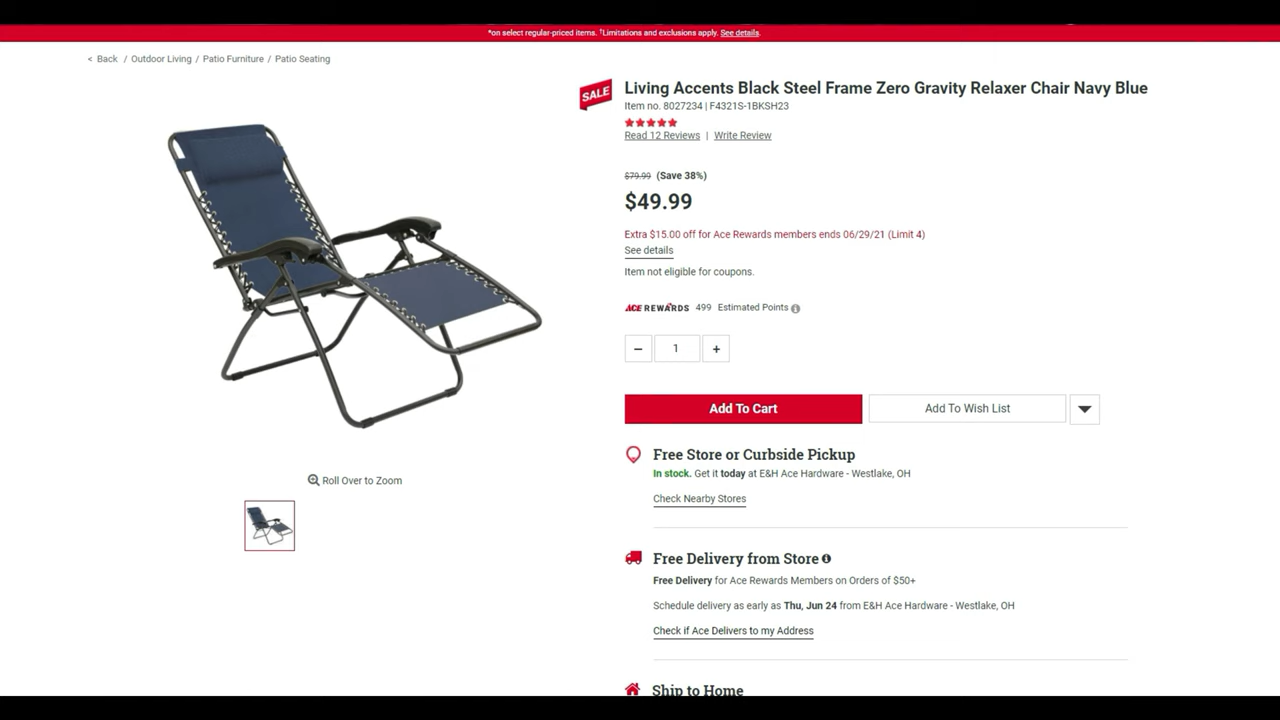 *on select regular-priced items. †Limitations and exclusions apply. See details.
< Back / Outdoor Living / Patio Furniture / Patio Seating
SALE
Living Accents Black Steel Frame Zero Gravity Relaxer Chair Navy Blue
Item no. 8027234 | F4321S-1BKSH23
Read 12 Reviews | Write Review
$79.99 (Save 38%)
$49.99
Extra $15.00 off for Ace Rewards members ends 06/29/21 (Limit 4)
See details
Item not eligible for coupons.
ACE REWARDS 499 Estimated Points
1
Add To Cart
Add To Wish List
Free Store or Curbside Pickup
In stock. Get it today at E&H Ace Hardware - Westlake, OH
Roll Over to Zoom
Check Nearby Stores
Free Delivery from Store
Free Delivery for Ace Rewards Members on Orders of $50+
Schedule delivery as early as Thu, Jun 24 from E&H Ace Hardware - Westlake, OH
Check if Ace Delivers to my Address
Ship to Home